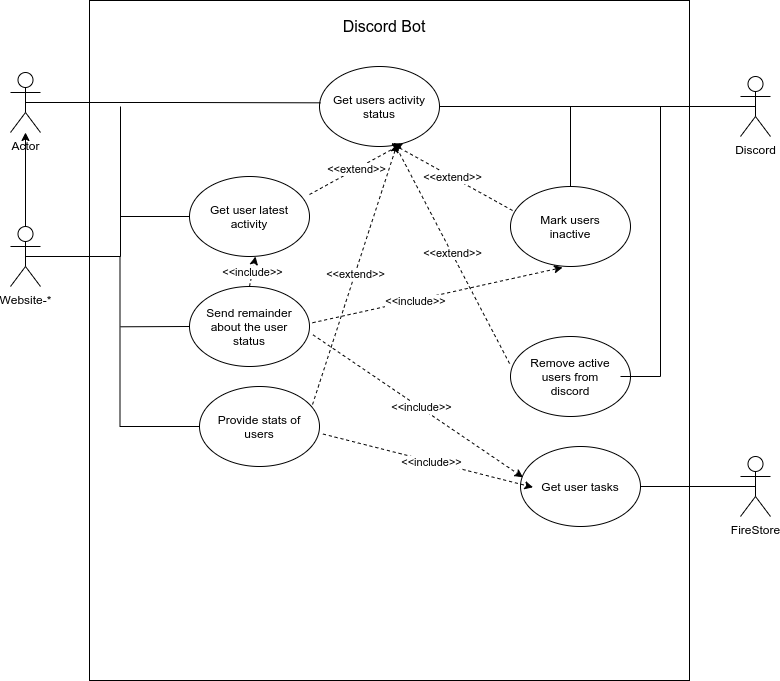 Discord Bot
Get users activity
status
Actor
Discord
<<extend>>
<<extend>>
Get user latest
activity
Mark users
inactive
<<extend>>
<<include>>
<<extend>>
Website-*
<<include>>
Send remainder
about the user
status
Remove active
users from
discord
<<include>>
Provide stats of
users
<<include>>
Get user tasks
FireStore